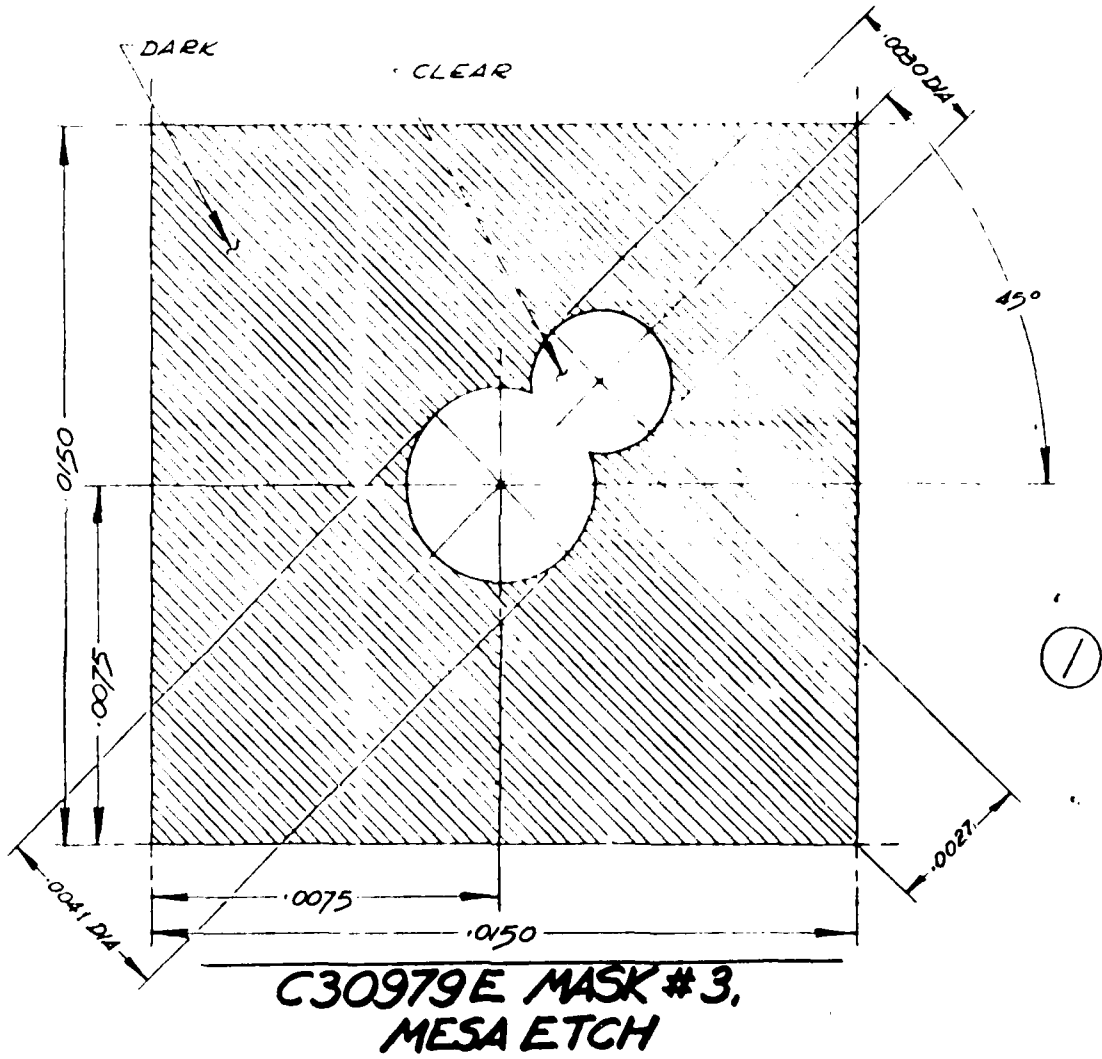 DARK
CLEAR
.0030 DIA
45°
.0150
.0075
.0041 DIA
.0027
.0075
.0150
C30979E MASK #3,
MESA ETCH